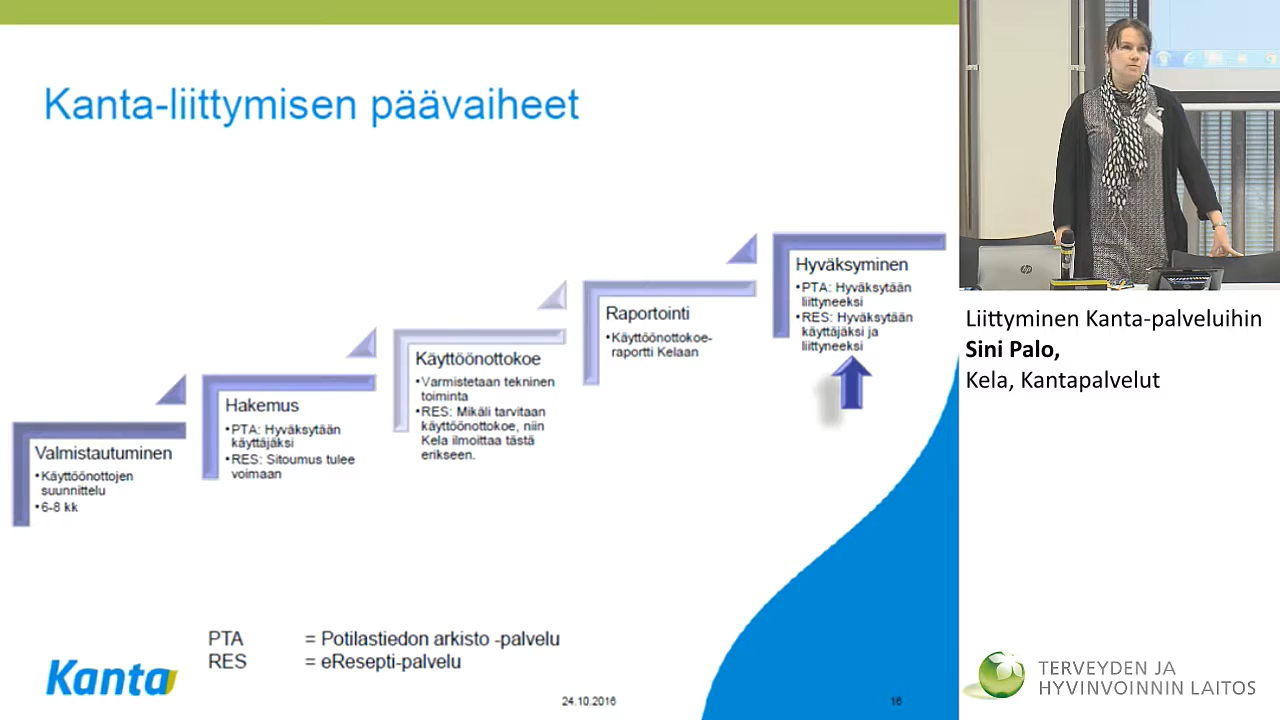 Kanta-liittymisen päävaiheet
Valmistautuminen
•Käyttöönottojen
suunnittelu
•6-8 kk
Hakemus
•PTA: Hyväksytään
käyttäjäksi
•RES: Sitoumus tulee
voimaan
Käyttöönottokoe
•Varmistetaan tekninen
toiminta
•RES: Mikäli tarvitaan
käyttöönottokoe, niin
Kela ilmoittaa tästä
erikseen.
Raportointi
•Käyttöönottokoe-
raportti Kelaan
Hyväksyminen
•PTA: Hyväksytään
liittyneeksi
•RES: Hyväksytään
käyttäjäksi ja
liittyneeksi
PTA = Potilastiedon arkisto -palvelu
RES = eResepti-palvelu
Kanta
24.10.2016
16
hp
Liittyminen Kanta-palveluihin
Sini Palo,
Kela, Kantapalvelut
TERVEYDEN JA
HYVINVOINNIN LAITOS